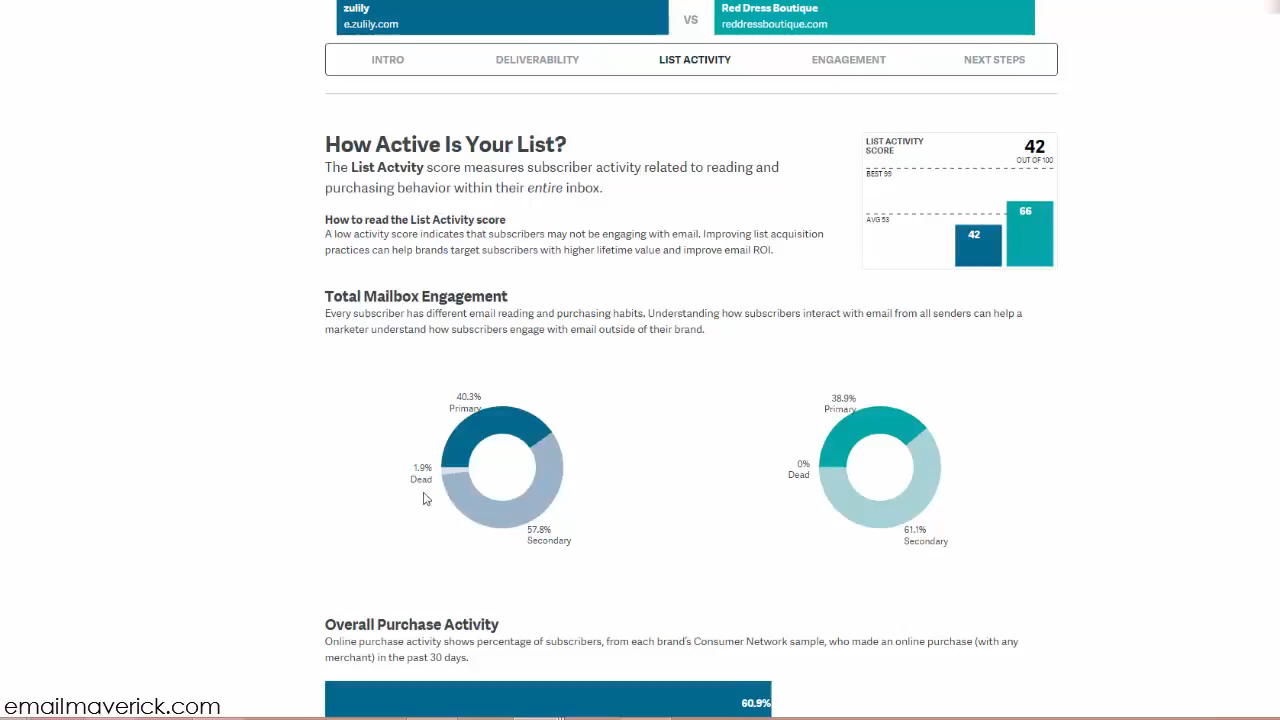 zulily
e.zulily.com
VS
Red Dress Boutique
reddressboutique.com
INTRO
DELIVERABILITY
LIST ACTIVITY
ENGAGEMENT
NEXT STEPS
How Active Is Your List?
The List Actvity score measures subscriber activity related to reading and
purchasing behavior within their entire inbox.
How to read the List Activity score
A low activity score indicates that subscribers may not be engaging with email. Improving list acquisition
practices can help brands target subscribers with higher lifetime value and improve email ROI.
LIST ACTIVITY
SCORE
42
OUT OF 100
BEST 99
AVG 53
42
66
Total Mailbox Engagement
Every subscriber has different email reading and purchasing habits. Understanding how subscribers interact with email from all senders can help a
marketer understand how subscribers engage with email outside of their brand.
40.3%
Primary
1.9%
Dead
57.8%
Secondary
38.9%
Primary
0%
Dead
61.1%
Secondary
Overall Purchase Activity
Online purchase activity shows percentage of subscribers, from each brand's Consumer Network sample, who made an online purchase (with any
merchant) in the past 30 days.
60.9%
emailmaverick.com